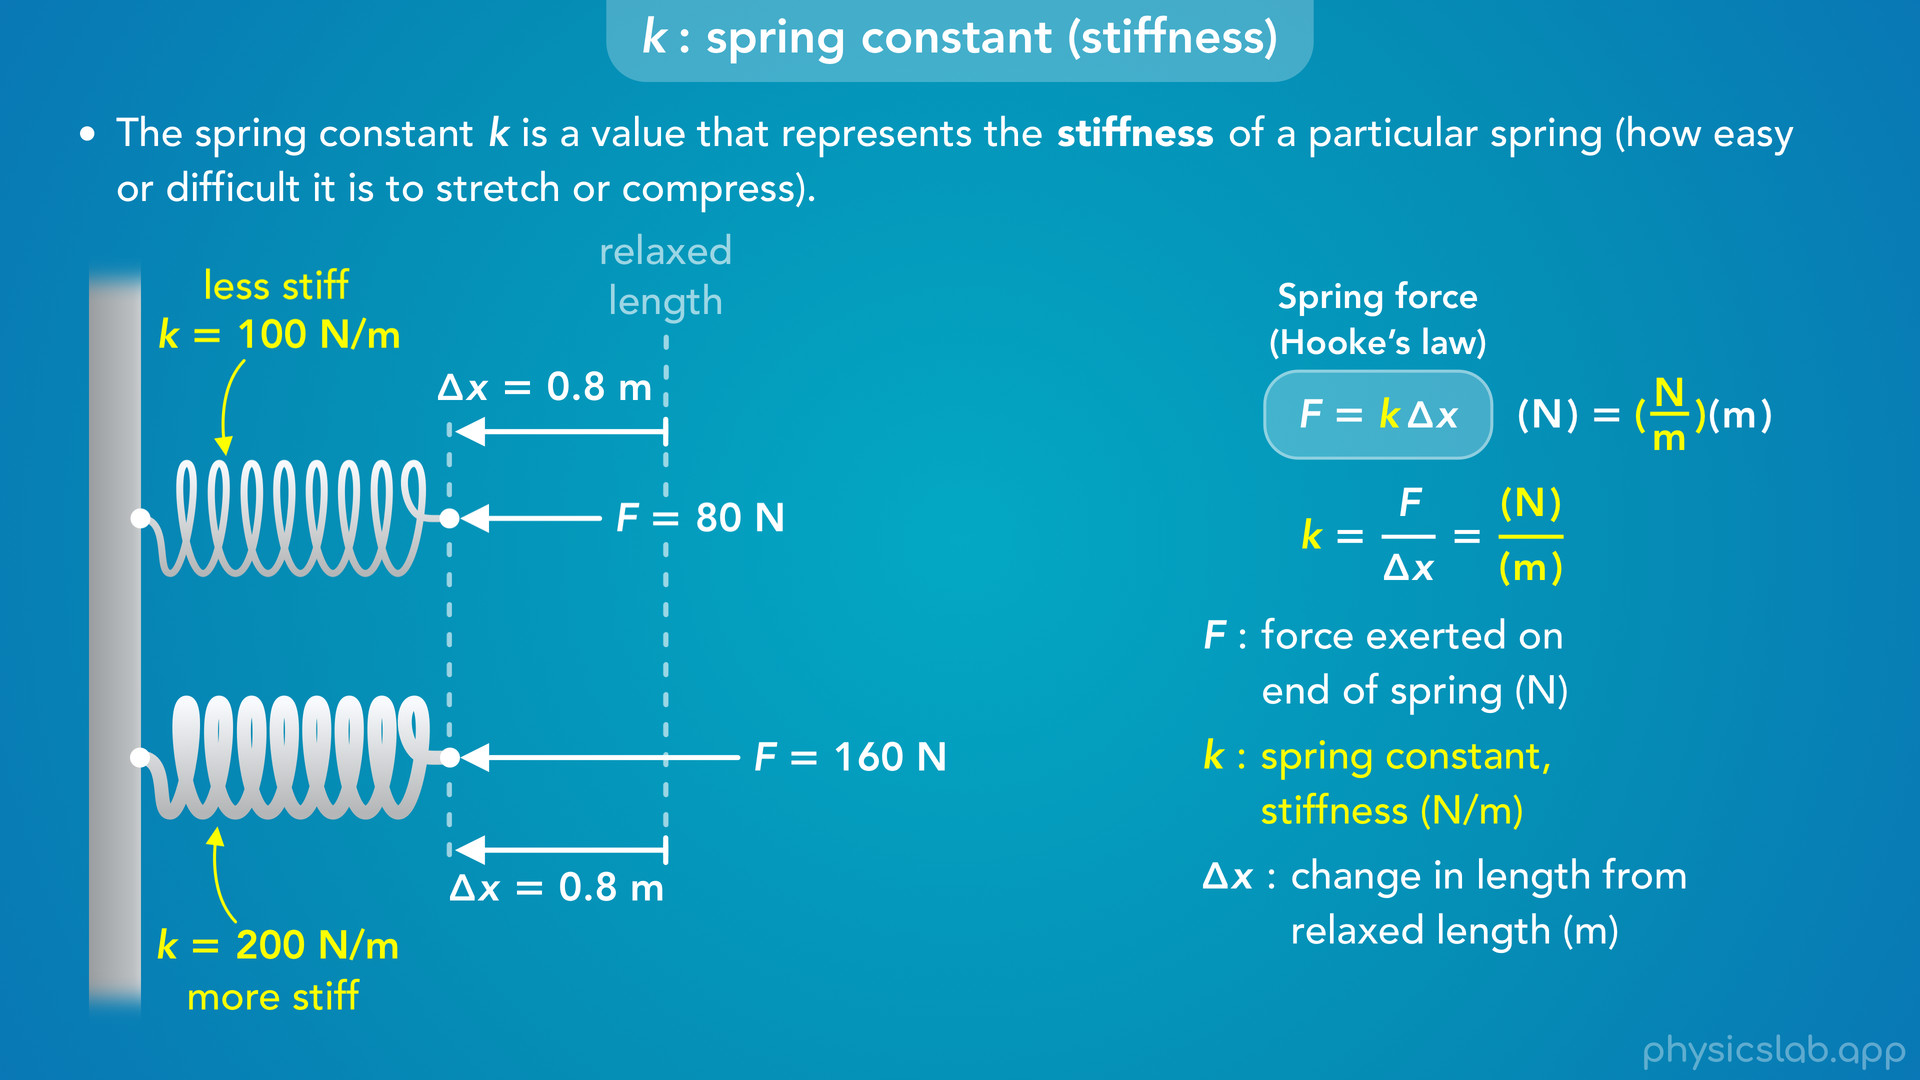 k : spring constant (stiffness)
• The spring constant k is a value that represents the stiffness of a particular spring (how easy
or difficult it is to stretch or compress).
relaxed
length
less stiff
k = 100 N/m
Δx = 0.8 m
F = 80 N
F = 160 N
Δx = 0.8 m
k = 200 N/m
more stiff
Spring force
(Hooke’s law)
F = k Δx (N) = (N/m)(m)
k = F/Δx = (N)/(m)
F : force exerted on
end of spring (N)
k : spring constant,
stiffness (N/m)
Δx : change in length from
relaxed length (m)
physicslab.app